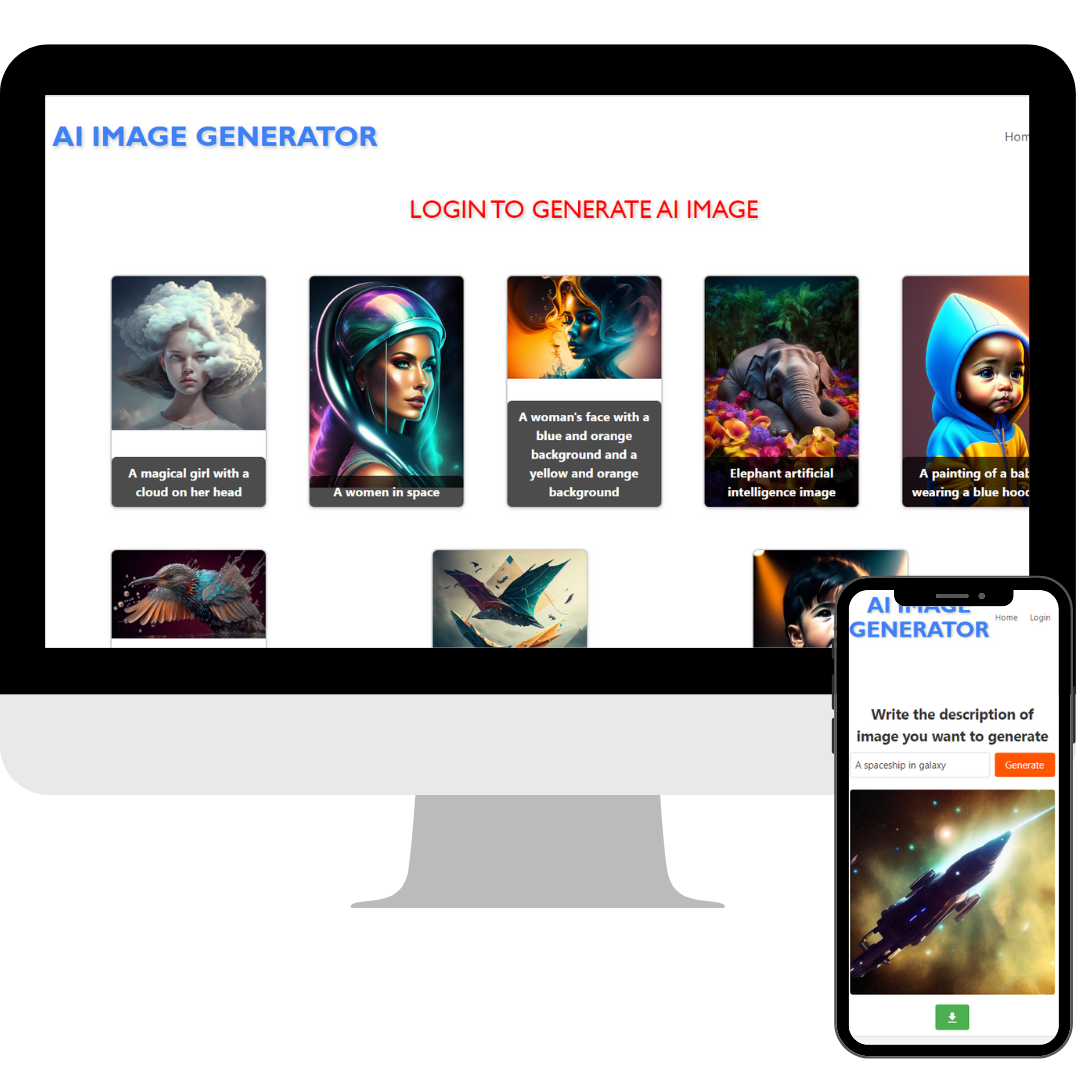 AI IMAGE GENERATOR
Hom
LOGIN TO GENERATE AI IMAGE
A magical girl with a
cloud on her head
A women in space
A woman's face with a
blue and orange
background and a
yellow and orange
background
Elephant artificial
intelligence image
A painting of a bab
wearing a blue hood
AI IMAGE
GENERATOR
Home
Login
Write the description of
image you want to generate
A spaceship in galaxy
Generate